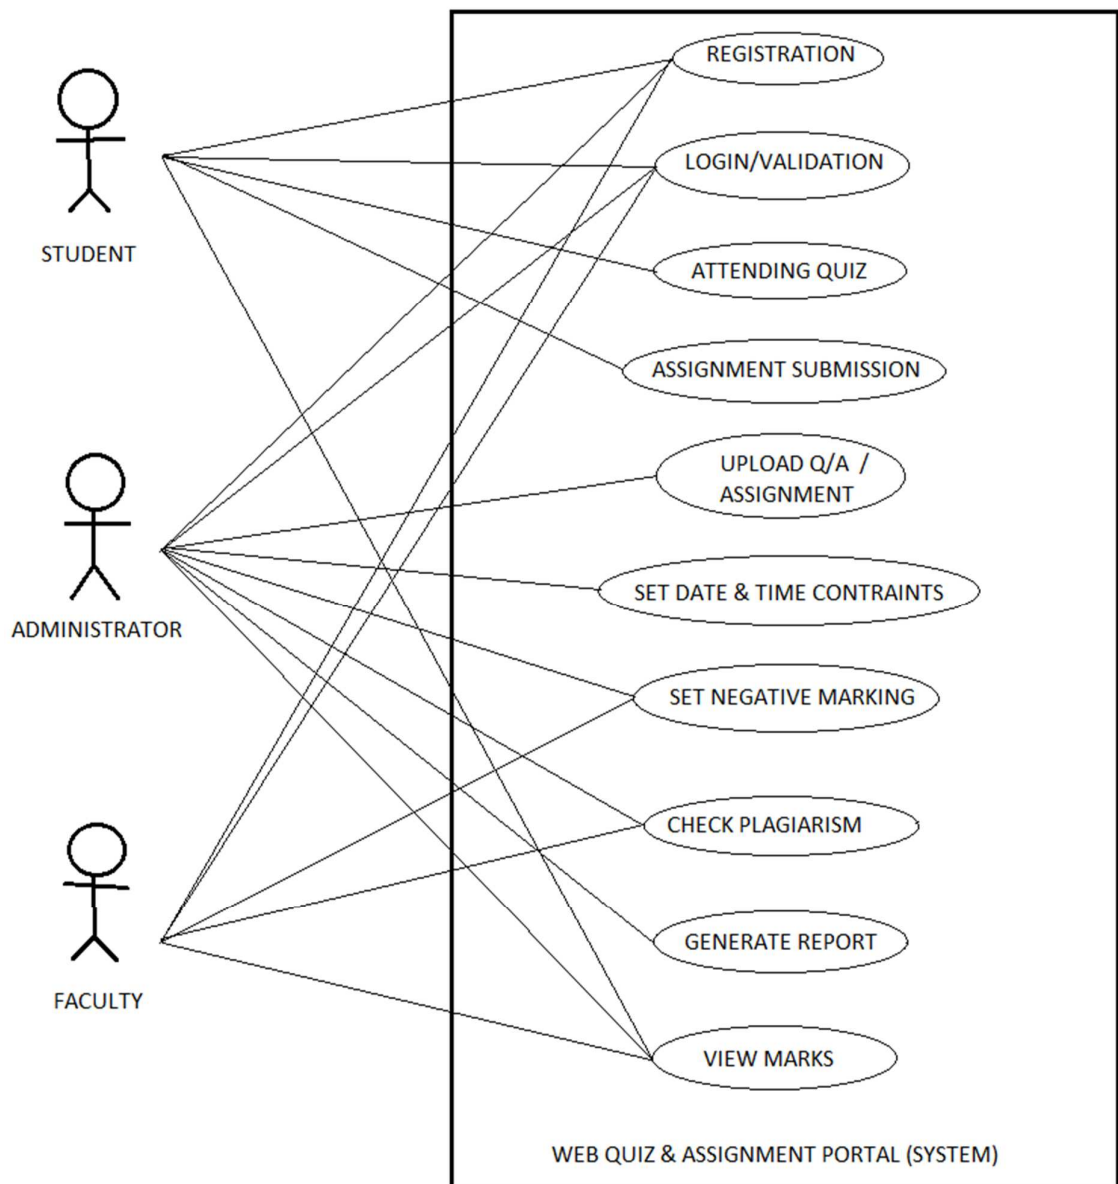 REGISTRATION
LOGIN/VALIDATION
STUDENT
ATTENDING QUIZ
ASSIGNMENT SUBMISSION
UPLOAD Q/A /
ASSIGNMENT
SET DATE & TIME CONTRAINTS
ADMINISTRATOR
SET NEGATIVE MARKING
CHECK PLAGIARISM
GENERATE REPORT
FACULTY
VIEW MARKS
WEB QUIZ & ASSIGNMENT PORTAL (SYSTEM)